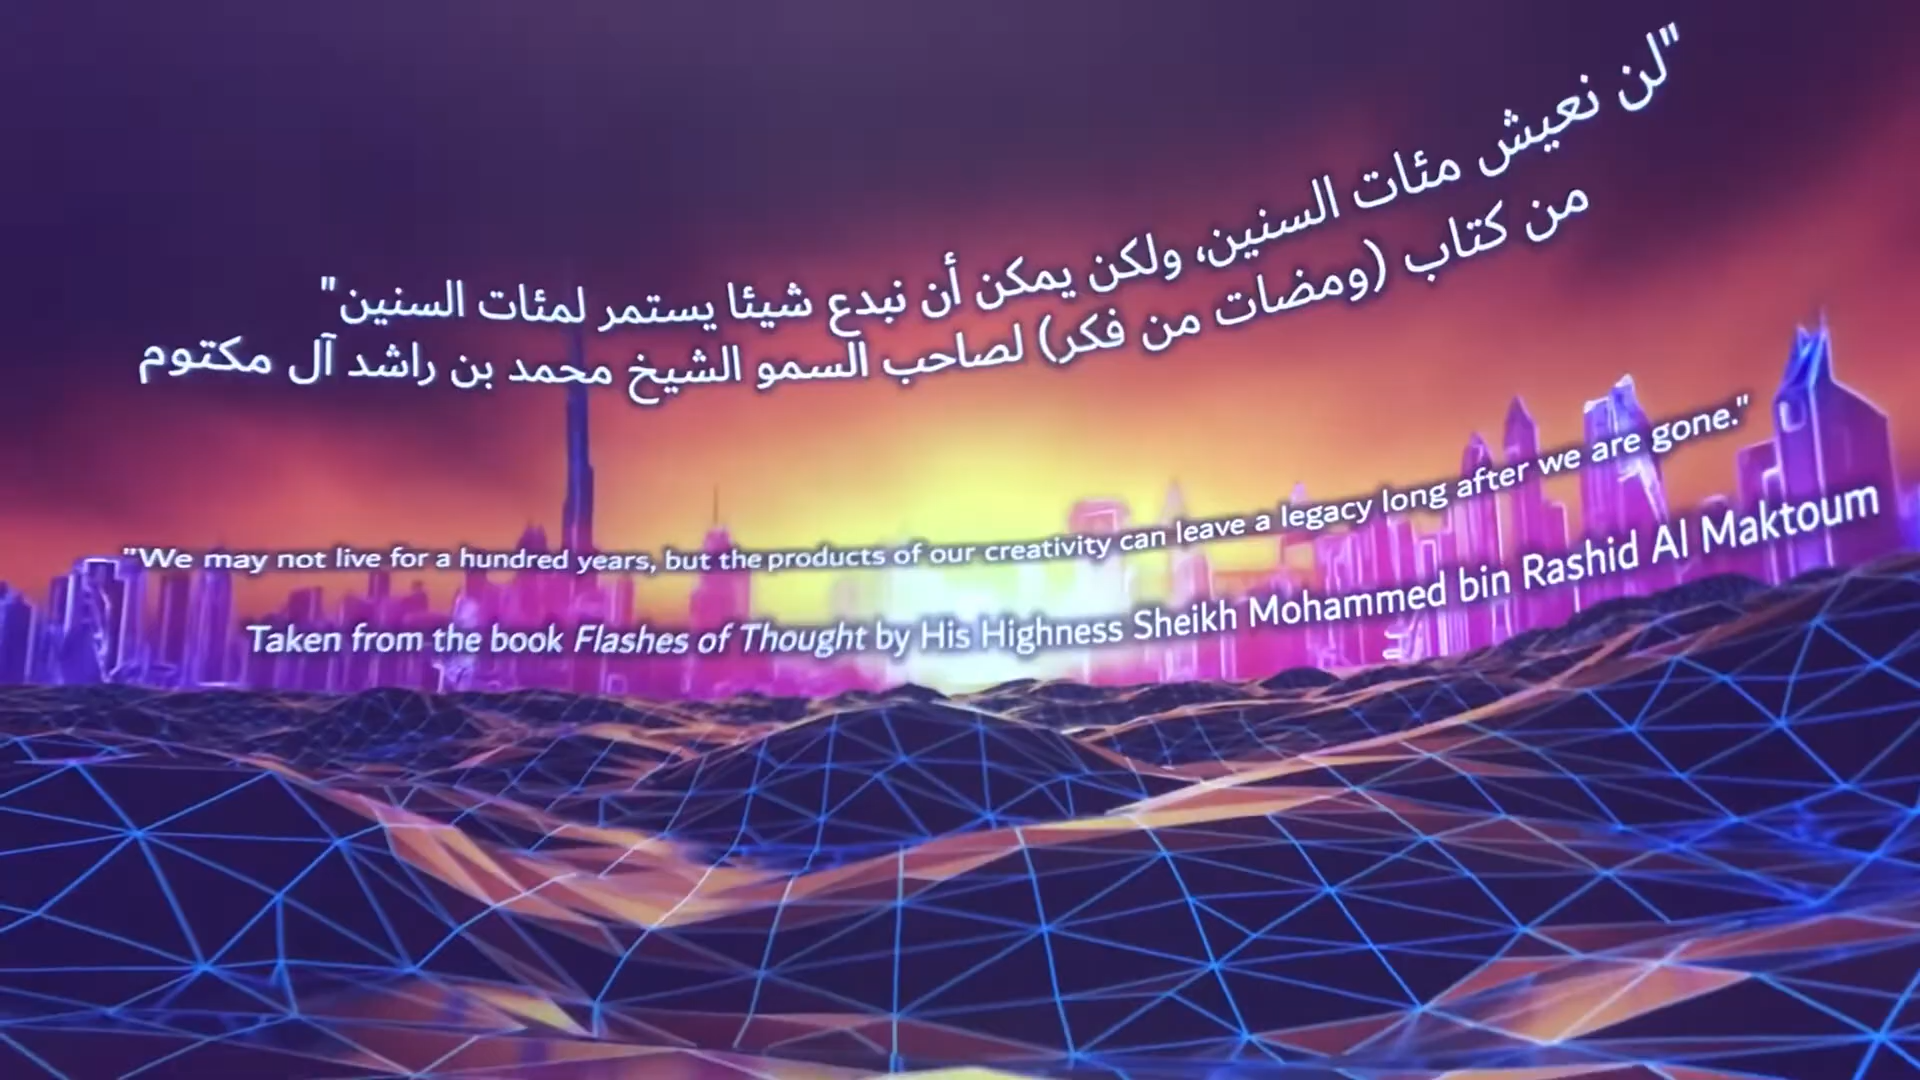 "لن نعيش مئات السنين، ولكن يمكن أن نبدع شيئا يستمر لمئات السنين"
من كتاب (ومضات من فكر) لصاحب السمو الشيخ محمد بن راشد آل مكتوم
"We may not live for a hundred years, but the products of our creativity can leave a legacy long after we are gone."
Taken from the book Flashes of Thought by His Highness Sheikh Mohammed bin Rashid Al Maktoum